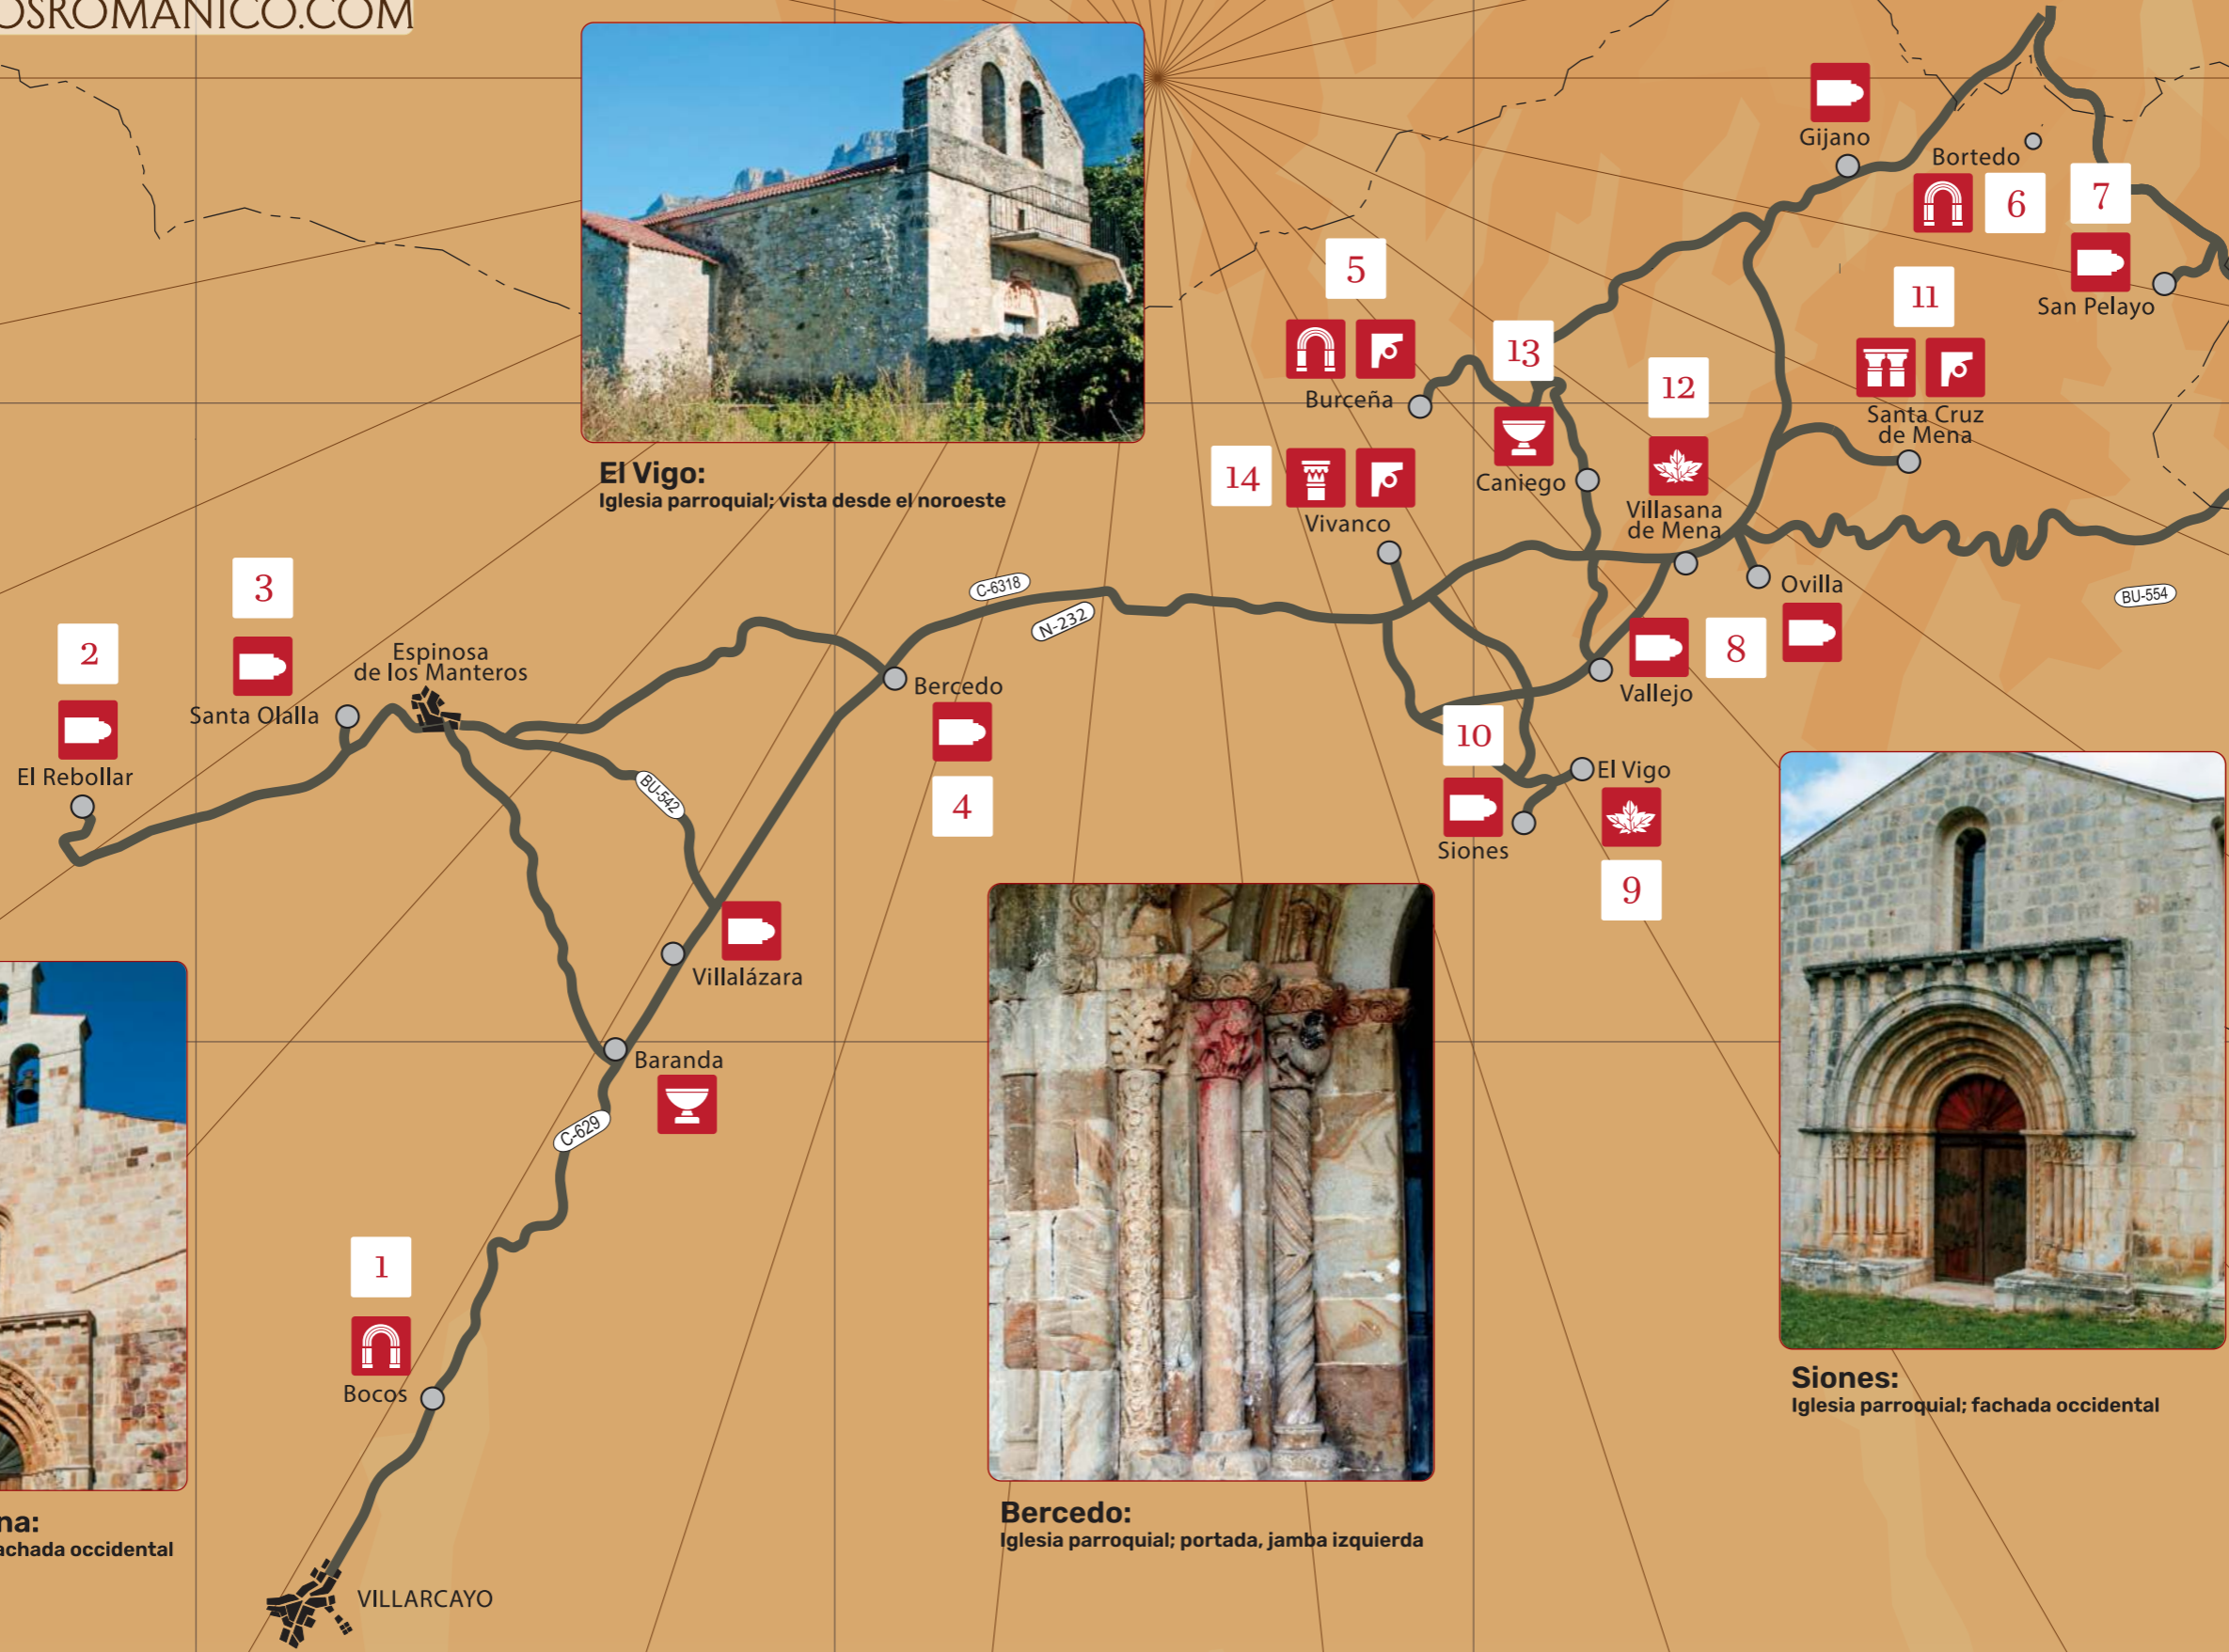 OSROMANICO.COM
El Vigo:
Iglesia parroquial; vista desde el noroeste
Gijano
Bortedo
6
7
San Pelayo
5
Burceña
13
Caniego
12
Villasana
de Mena
11
Santa Cruz
de Mena
14
Vivanco
C-6318
N-232
BU-554
Ovilla
8
Vallejo
10
Siones
El Vigo
9
3
2
Espinosa
de los Manteros
Santa Olalla
El Rebollar
Bercedo
4
BU-542
Villalázara
Baranda
C-629
1
Bocos
VILLARCAYO
na:
achada occidental
Bercedo:
Iglesia parroquial; portada, jamba izquierda
Siones:
Iglesia parroquial; fachada occidental